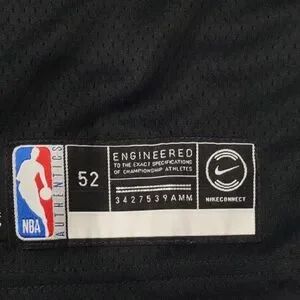 NBA
AUTHENTICS
52
ENGINEERED
TO THE EXACT SPECIFICATIONS
OF CHAMPIONSHIP ATHLETES
3427539AMM
NIKECONNECT